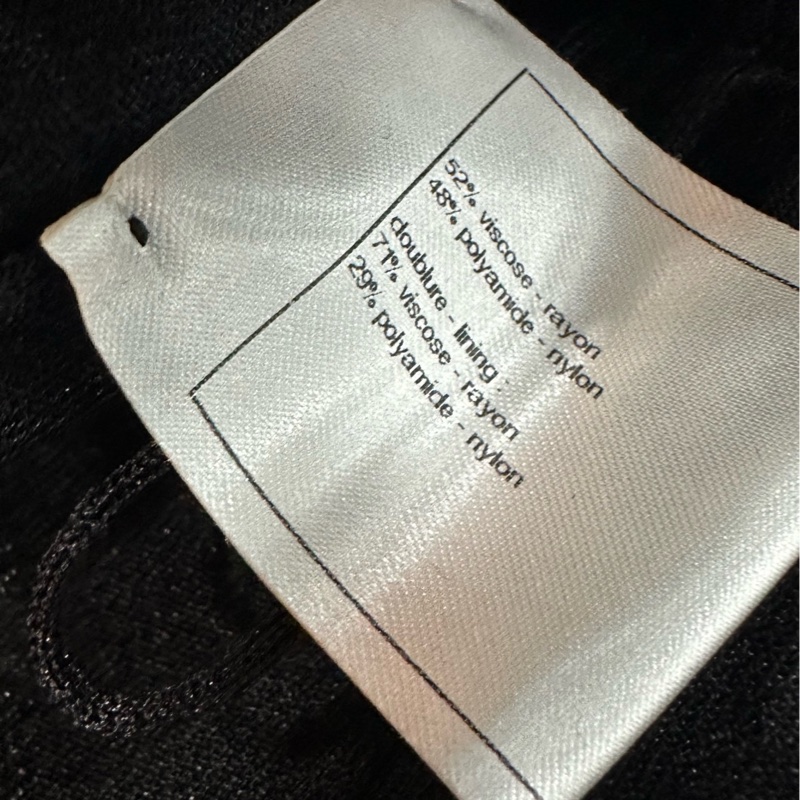 52% viscose - rayon
48% polyamide - nylon
doublure - lining :
71% viscose - rayon
29% polyamide - nylon